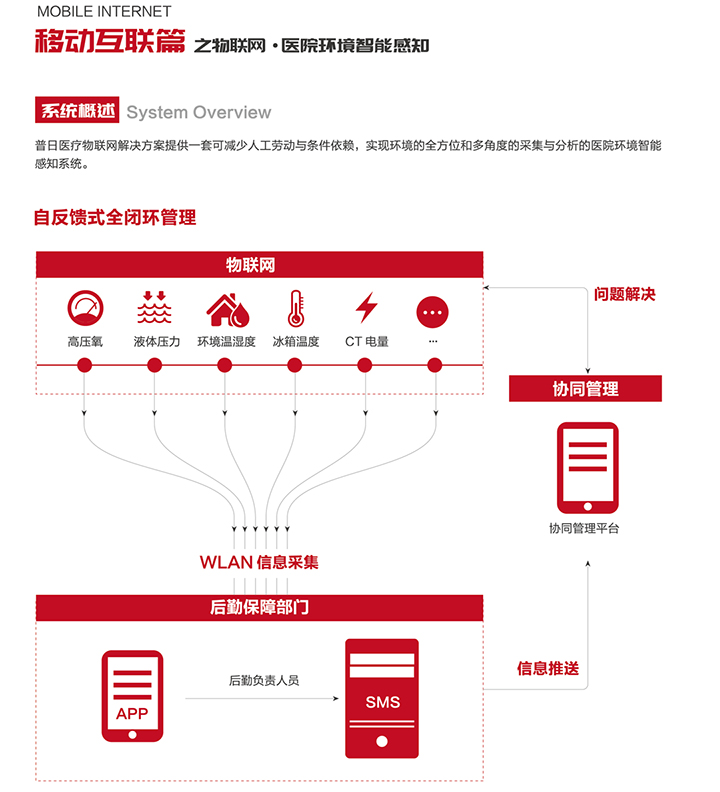 MOBILE INTERNET
移动互联篇 之物联网·医院环境智能感知
系统概述 System Overview
普日医疗物联网解决方案提供一套可减少人工劳动与条件依赖，实现环境的全方位和多角度的采集与分析的医院环境智能
感知系统。
自反馈式全闭环管理
物联网
高压氧 液体压力 环境温湿度 冰箱温度 CT 电量 ...
问题解决
协同管理
协同管理平台
WLAN 信息采集
后勤保障部门
APP
后勤负责人员
SMS
信息推送